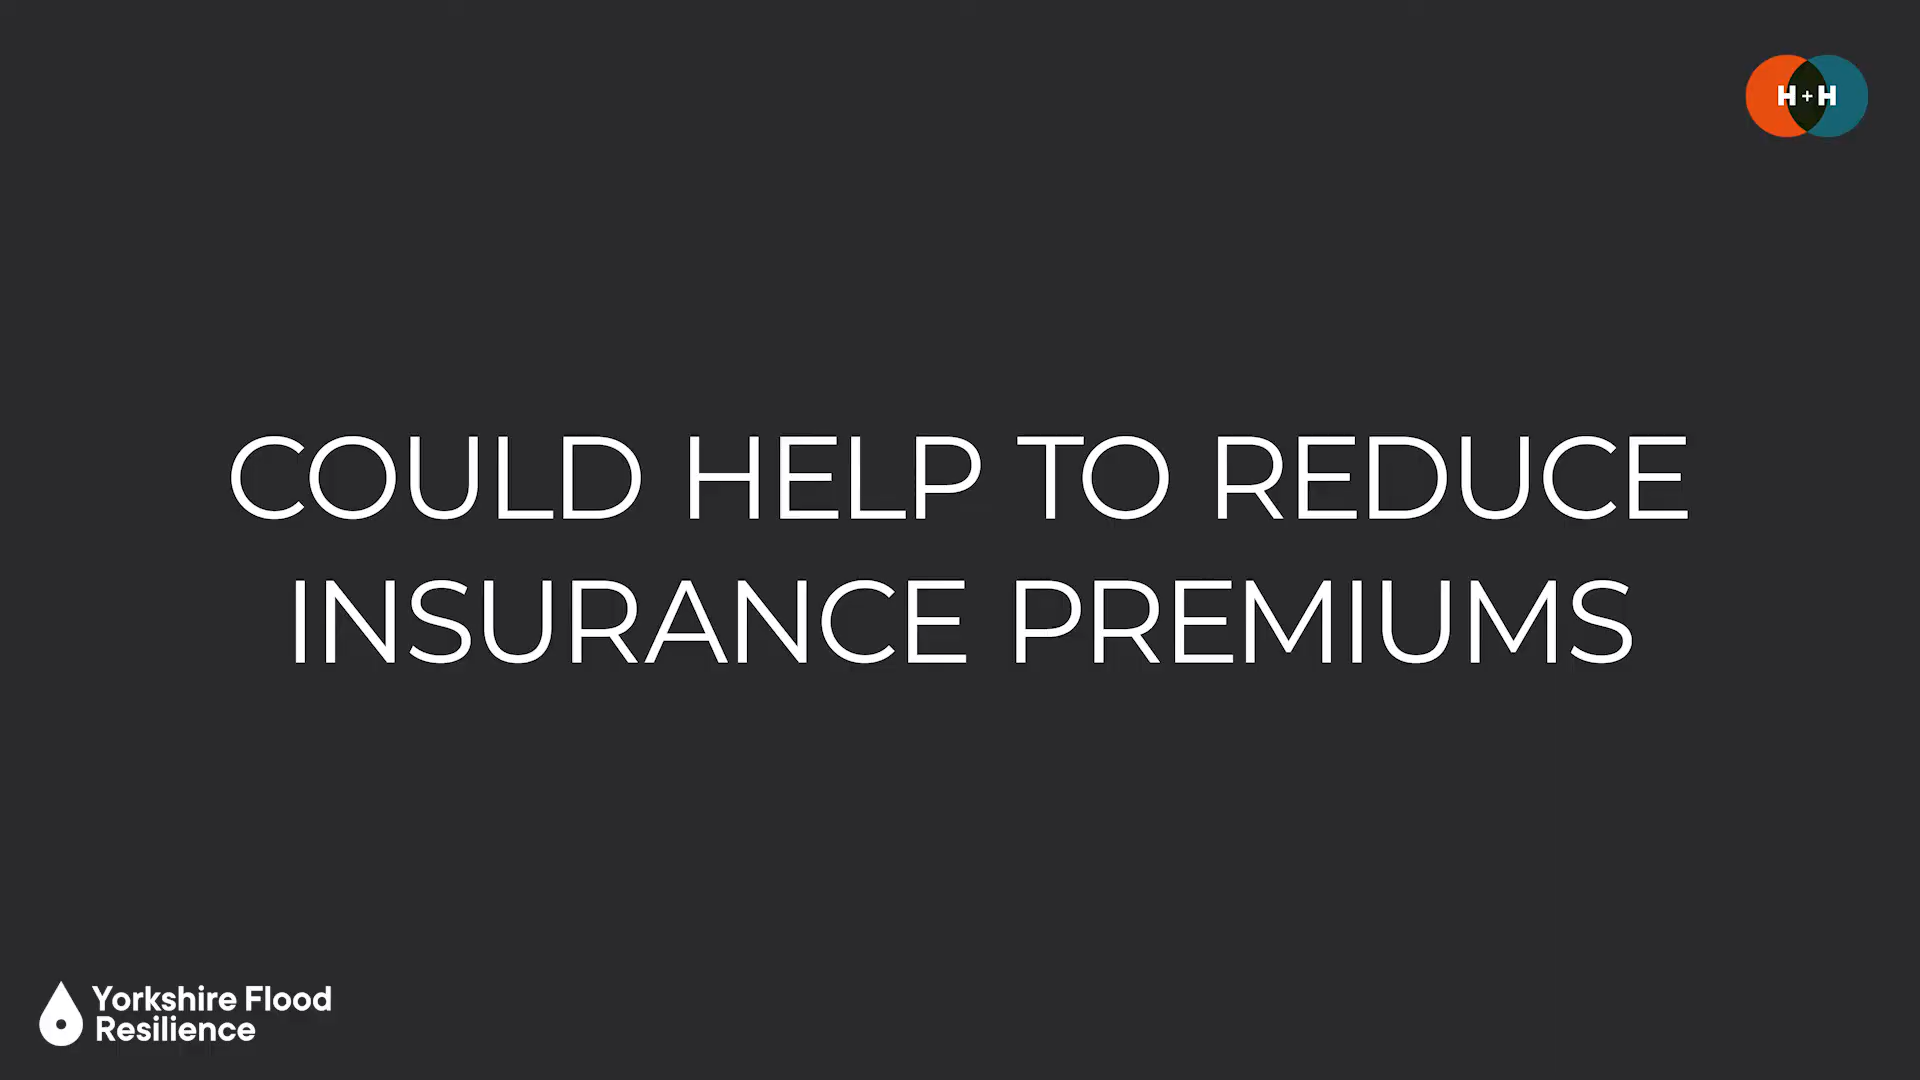 H+H
COULD HELP TO REDUCE
INSURANCE PREMIUMS
Yorkshire Flood
Resilience